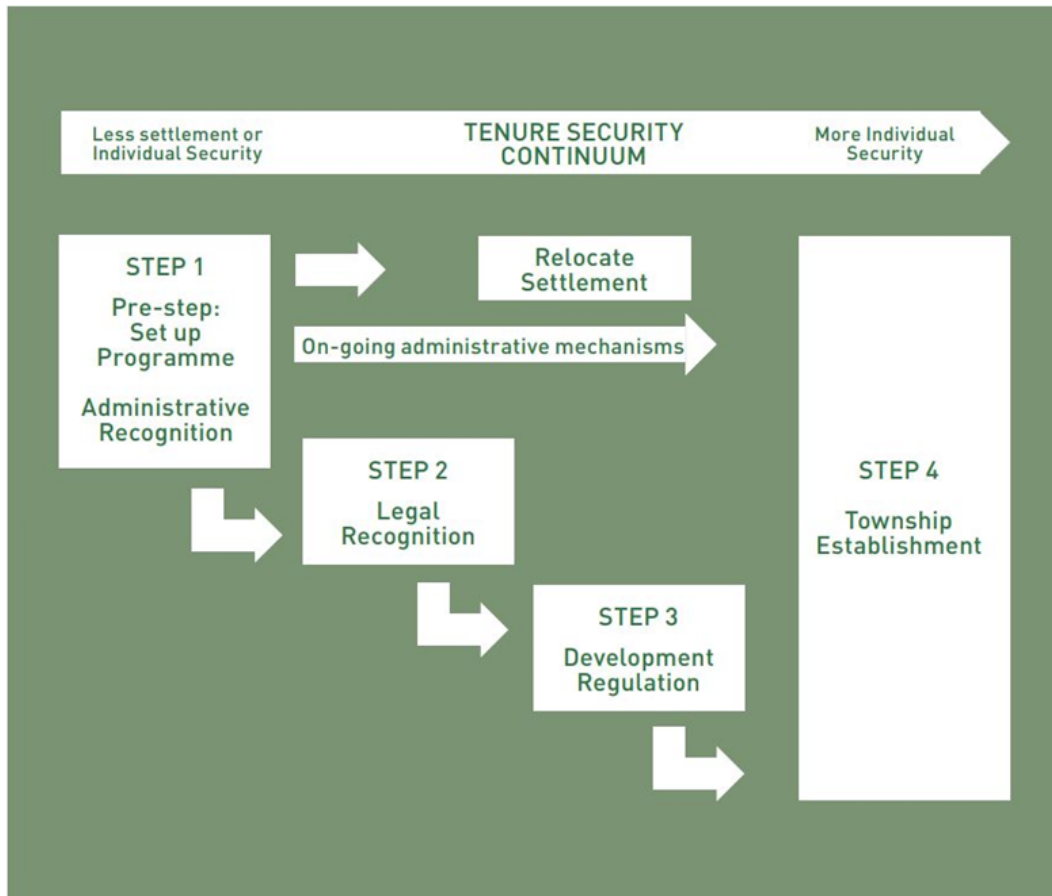 Less settlement or
Individual Security
TENURE SECURITY
CONTINUUM
More Individual
Security
STEP 1
Pre-step:
Set up
Programme
Administrative
Recognition
Relocate
Settlement
On-going administrative mechanisms
STEP 2
Legal
Recognition
STEP 3
Development
Regulation
STEP 4
Township
Establishment